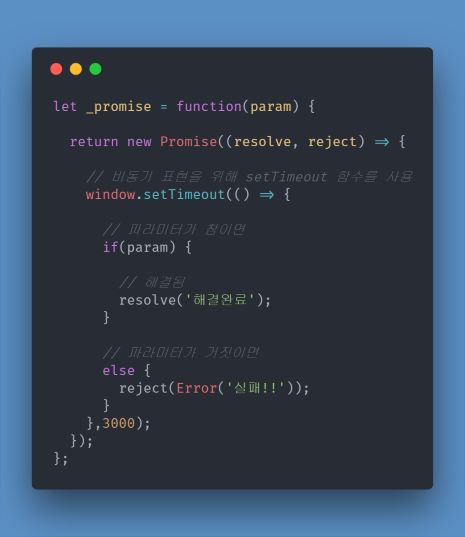 let _promise = function(param) {
return new Promise((resolve, reject) => {
// 비동기 표현을 위해 setTimeout 함수를 사용
window.setTimeout(() => {
// 파라미터가 참이면
if(param) {
// 해결됨
resolve('해결완료');
}
// 파라미터가 거짓이면
else {
reject(Error('실패!!'));
}
},3000);
});
};